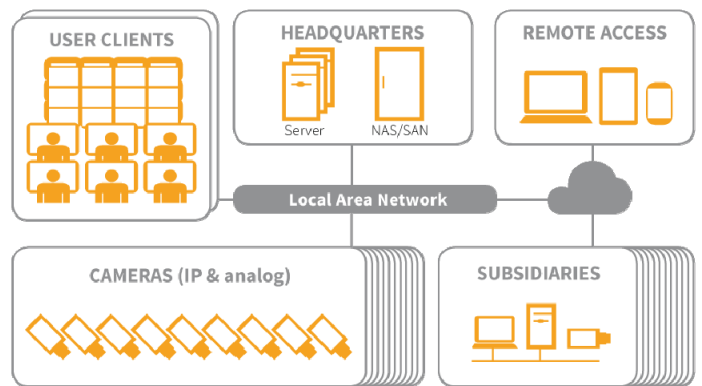 USER CLIENTS
HEADQUARTERS
REMOTE ACCESS
Server
NAS/SAN
Local Area Network
CAMERAS (IP & analog)
SUBSIDIARIES